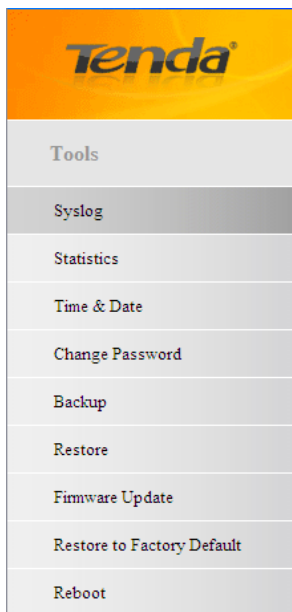 Tenda®
Tools
Syslog
Statistics
Time & Date
Change Password
Backup
Restore
Firmware Update
Restore to Factory Default
Reboot